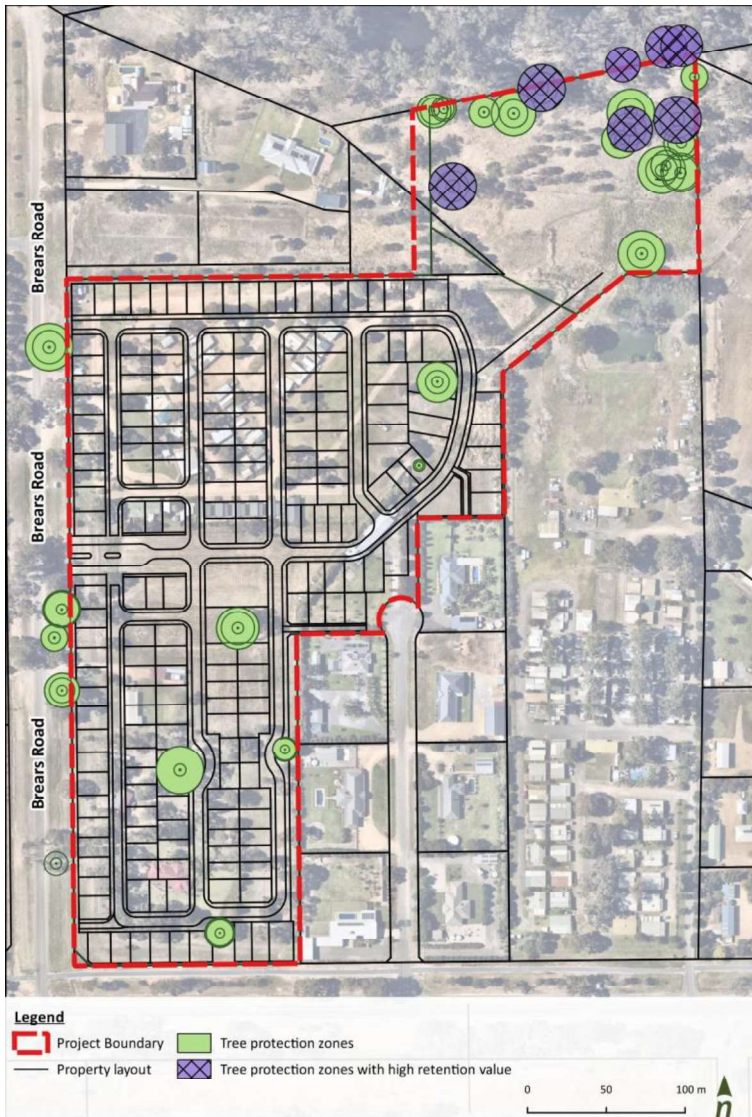 Brears Road
Brears Road
Brears Road
Legend
Project Boundary
Tree protection zones
Property layout
Tree protection zones with high retention value
0 50 100 m
n